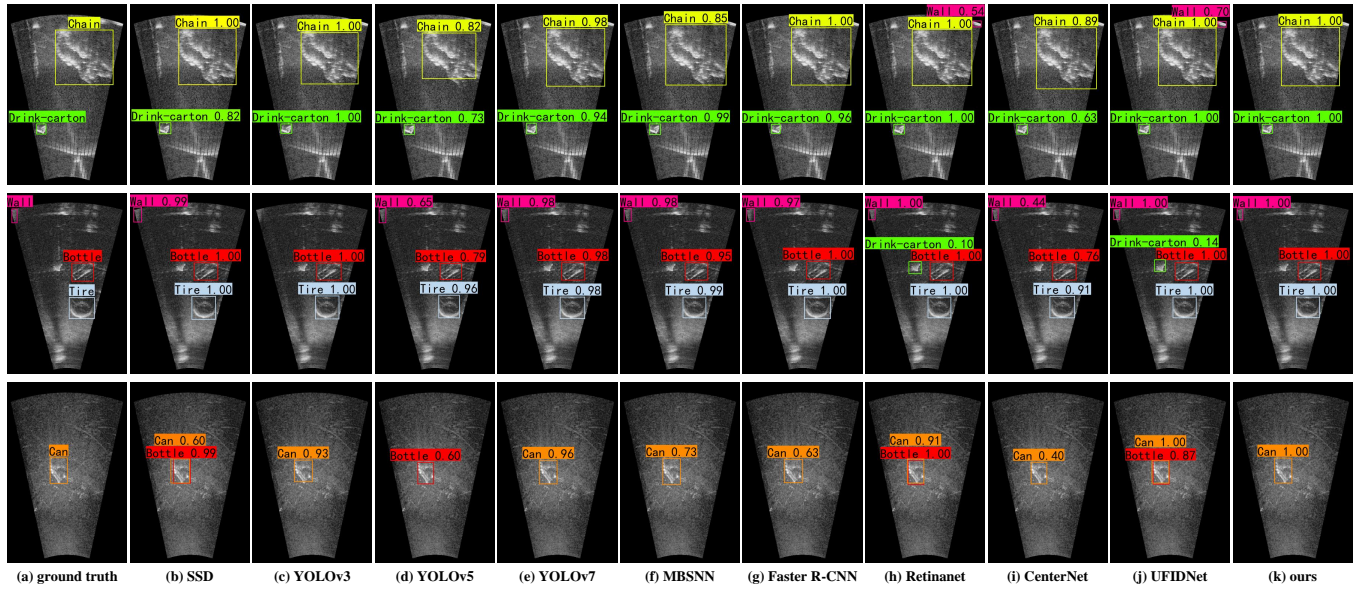 Wall 0.54 Wall 0.70
Chain Chain 1.00 Chain 1.00 Chain 0.82 Chain 0.98 Chain 0.85 Chain 1.00 Chain 1.00 Chain 0.89 Chain 1.00 Chain 1.00
Drink-carton Drink-carton 0.82 Drink-carton 1.00 Drink-carton 0.73 Drink-carton 0.94 Drink-carton 0.99 Drink-carton 0.96 Drink-carton 1.00 Drink-carton 0.63 Drink-carton 1.00 Drink-carton 1.00
Wall Wall 0.99 Wall 0.65 Wall 0.98 Wall 0.98 Wall 0.97 Wall 1.00 Wall 0.44 Wall 1.00 Wall 1.00
Drink-carton 0.10 Drink-carton 0.14
Bottle Bottle 1.00 Bottle 1.00 Bottle 0.79 Bottle 0.98 Bottle 0.95 Bottle 1.00 Bottle 1.00 Bottle 0.76 Bottle 1.00 Bottle 1.00
Tire Tire 1.00 Tire 1.00 Tire 0.96 Tire 0.98 Tire 0.99 Tire 1.00 Tire 1.00 Tire 0.91 Tire 1.00 Tire 1.00
Can 0.60 Can 0.91 Can 1.00
Can Bottle 0.99 Can 0.93 Bottle 0.60 Can 0.96 Can 0.73 Can 0.63 Bottle 1.00 Can 0.40 Bottle 0.87 Can 1.00
(a) ground truth (b) SSD (c) YOLOv3 (d) YOLOv5 (e) YOLOv7 (f) MBSNN (g) Faster R-CNN (h) Retinanet (i) CenterNet (j) UFIDNet (k) ours